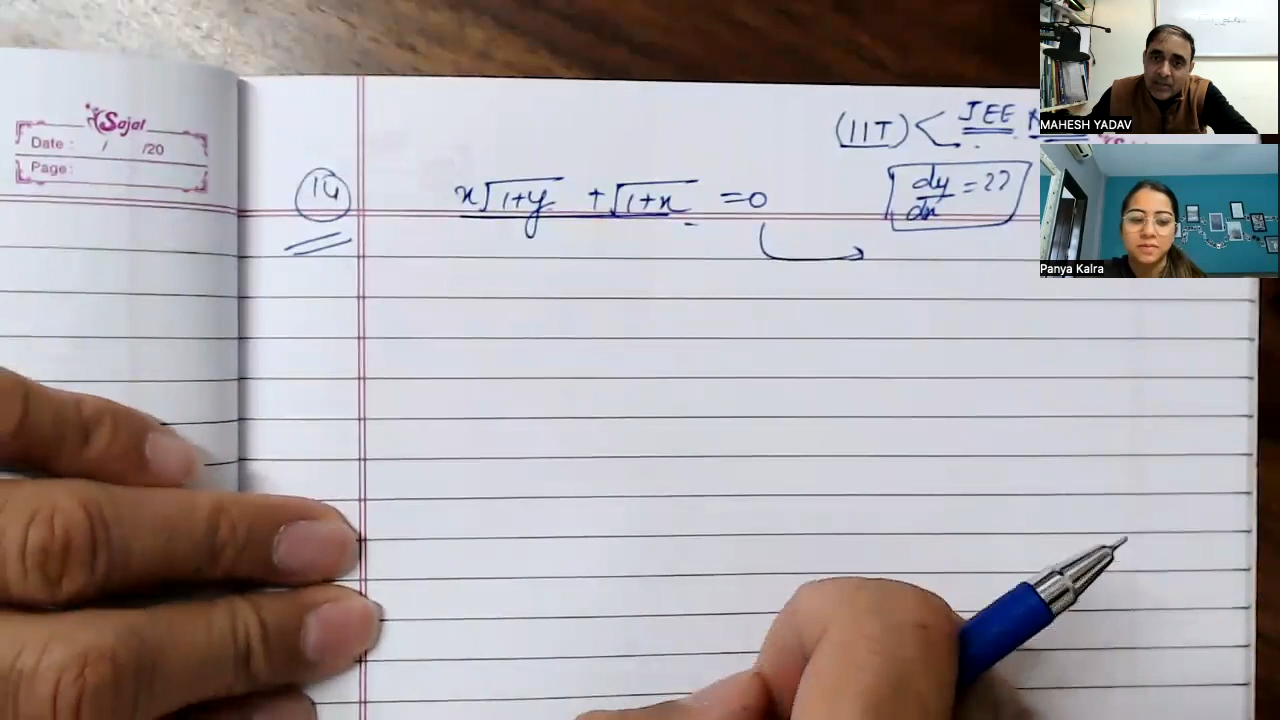 Sajal
Date : / /20
Page:
(IIT) < JEE
MAHESH YADAV
14
x√1+y + √1+x =0
dy/dx = ??
Panya Kalra